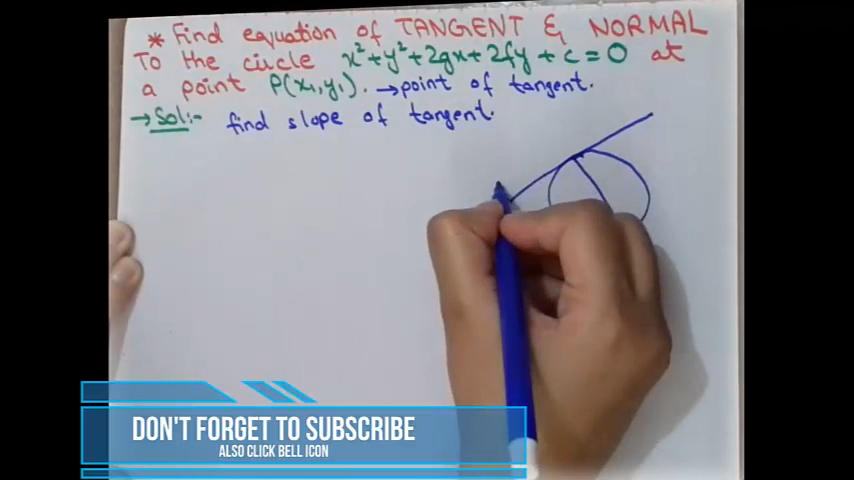 * Find equation of TANGENT & NORMAL
To the circle x²+y²+2gx+2fy+c=0 at
a point P(x₁,y₁). →point of tangent.
→Sol:- find slope of tangent.
DON'T FORGET TO SUBSCRIBE
ALSO CLICK BELL ICON